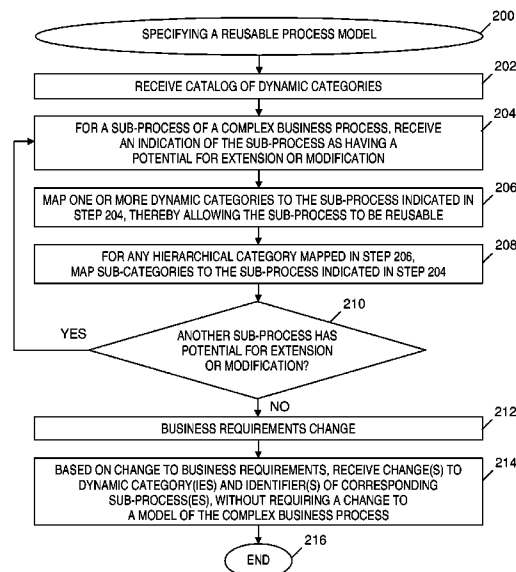 200
SPECIFYING A REUSABLE PROCESS MODEL
202
RECEIVE CATALOG OF DYNAMIC CATEGORIES
204
FOR A SUB-PROCESS OF A COMPLEX BUSINESS PROCESS, RECEIVE
AN INDICATION OF THE SUB-PROCESS AS HAVING A
POTENTIAL FOR EXTENSION OR MODIFICATION
206
MAP ONE OR MORE DYNAMIC CATEGORIES TO THE SUB-PROCESS INDICATED IN
STEP 204, THEREBY ALLOWING THE SUB-PROCESS TO BE REUSABLE
208
FOR ANY HIERARCHICAL CATEGORY MAPPED IN STEP 206,
MAP SUB-CATEGORIES TO THE SUB-PROCESS INDICATED IN STEP 204
210
YES
ANOTHER SUB-PROCESS HAS
POTENTIAL FOR EXTENSION
OR MODIFICATION?
NO
212
BUSINESS REQUIREMENTS CHANGE
214
BASED ON CHANGE TO BUSINESS REQUIREMENTS, RECEIVE CHANGE(S) TO
DYNAMIC CATEGORY(IES) AND IDENTIFIER(S) OF CORRESPONDING
SUB-PROCESS(ES), WITHOUT REQUIRING A CHANGE TO
A MODEL OF THE COMPLEX BUSINESS PROCESS
216
END